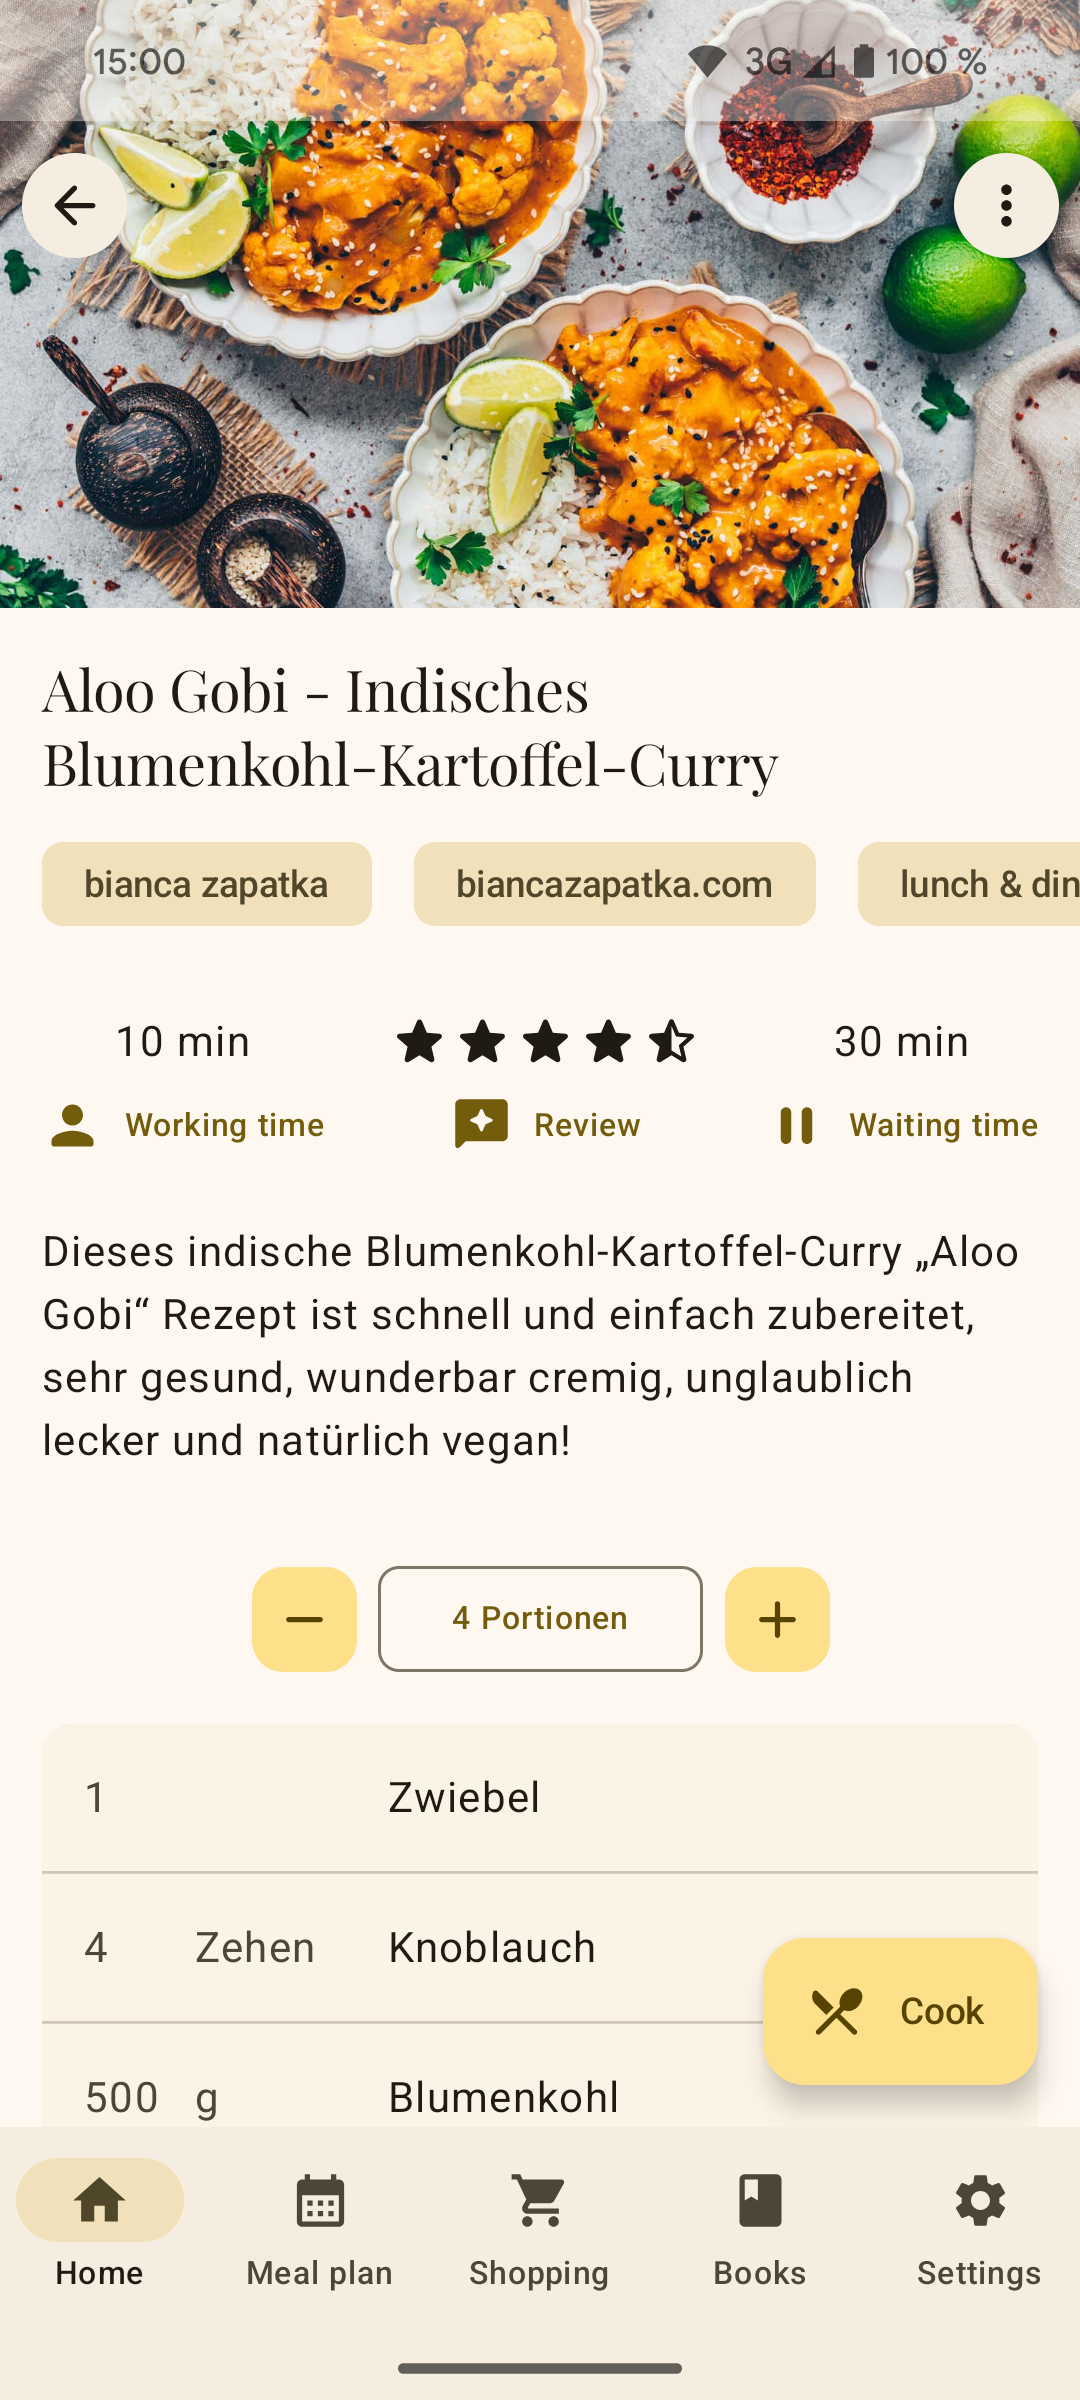 15:00
3G
100 %
Aloo Gobi – Indisches
Blumenkohl-Kartoffel-Curry
bianca zapatka
biancazapatka.com
lunch & din
10 min
30 min
Working time
Review
Waiting time
Dieses indische Blumenkohl-Kartoffel-Curry „Aloo
Gobi“ Rezept ist schnell und einfach zubereitet,
sehr gesund, wunderbar cremig, unglaublich
lecker und natürlich vegan!
4 Portionen
1 Zwiebel
4 Zehen Knoblauch
Cook
500 g Blumenkohl
Home
Meal plan
Shopping
Books
Settings